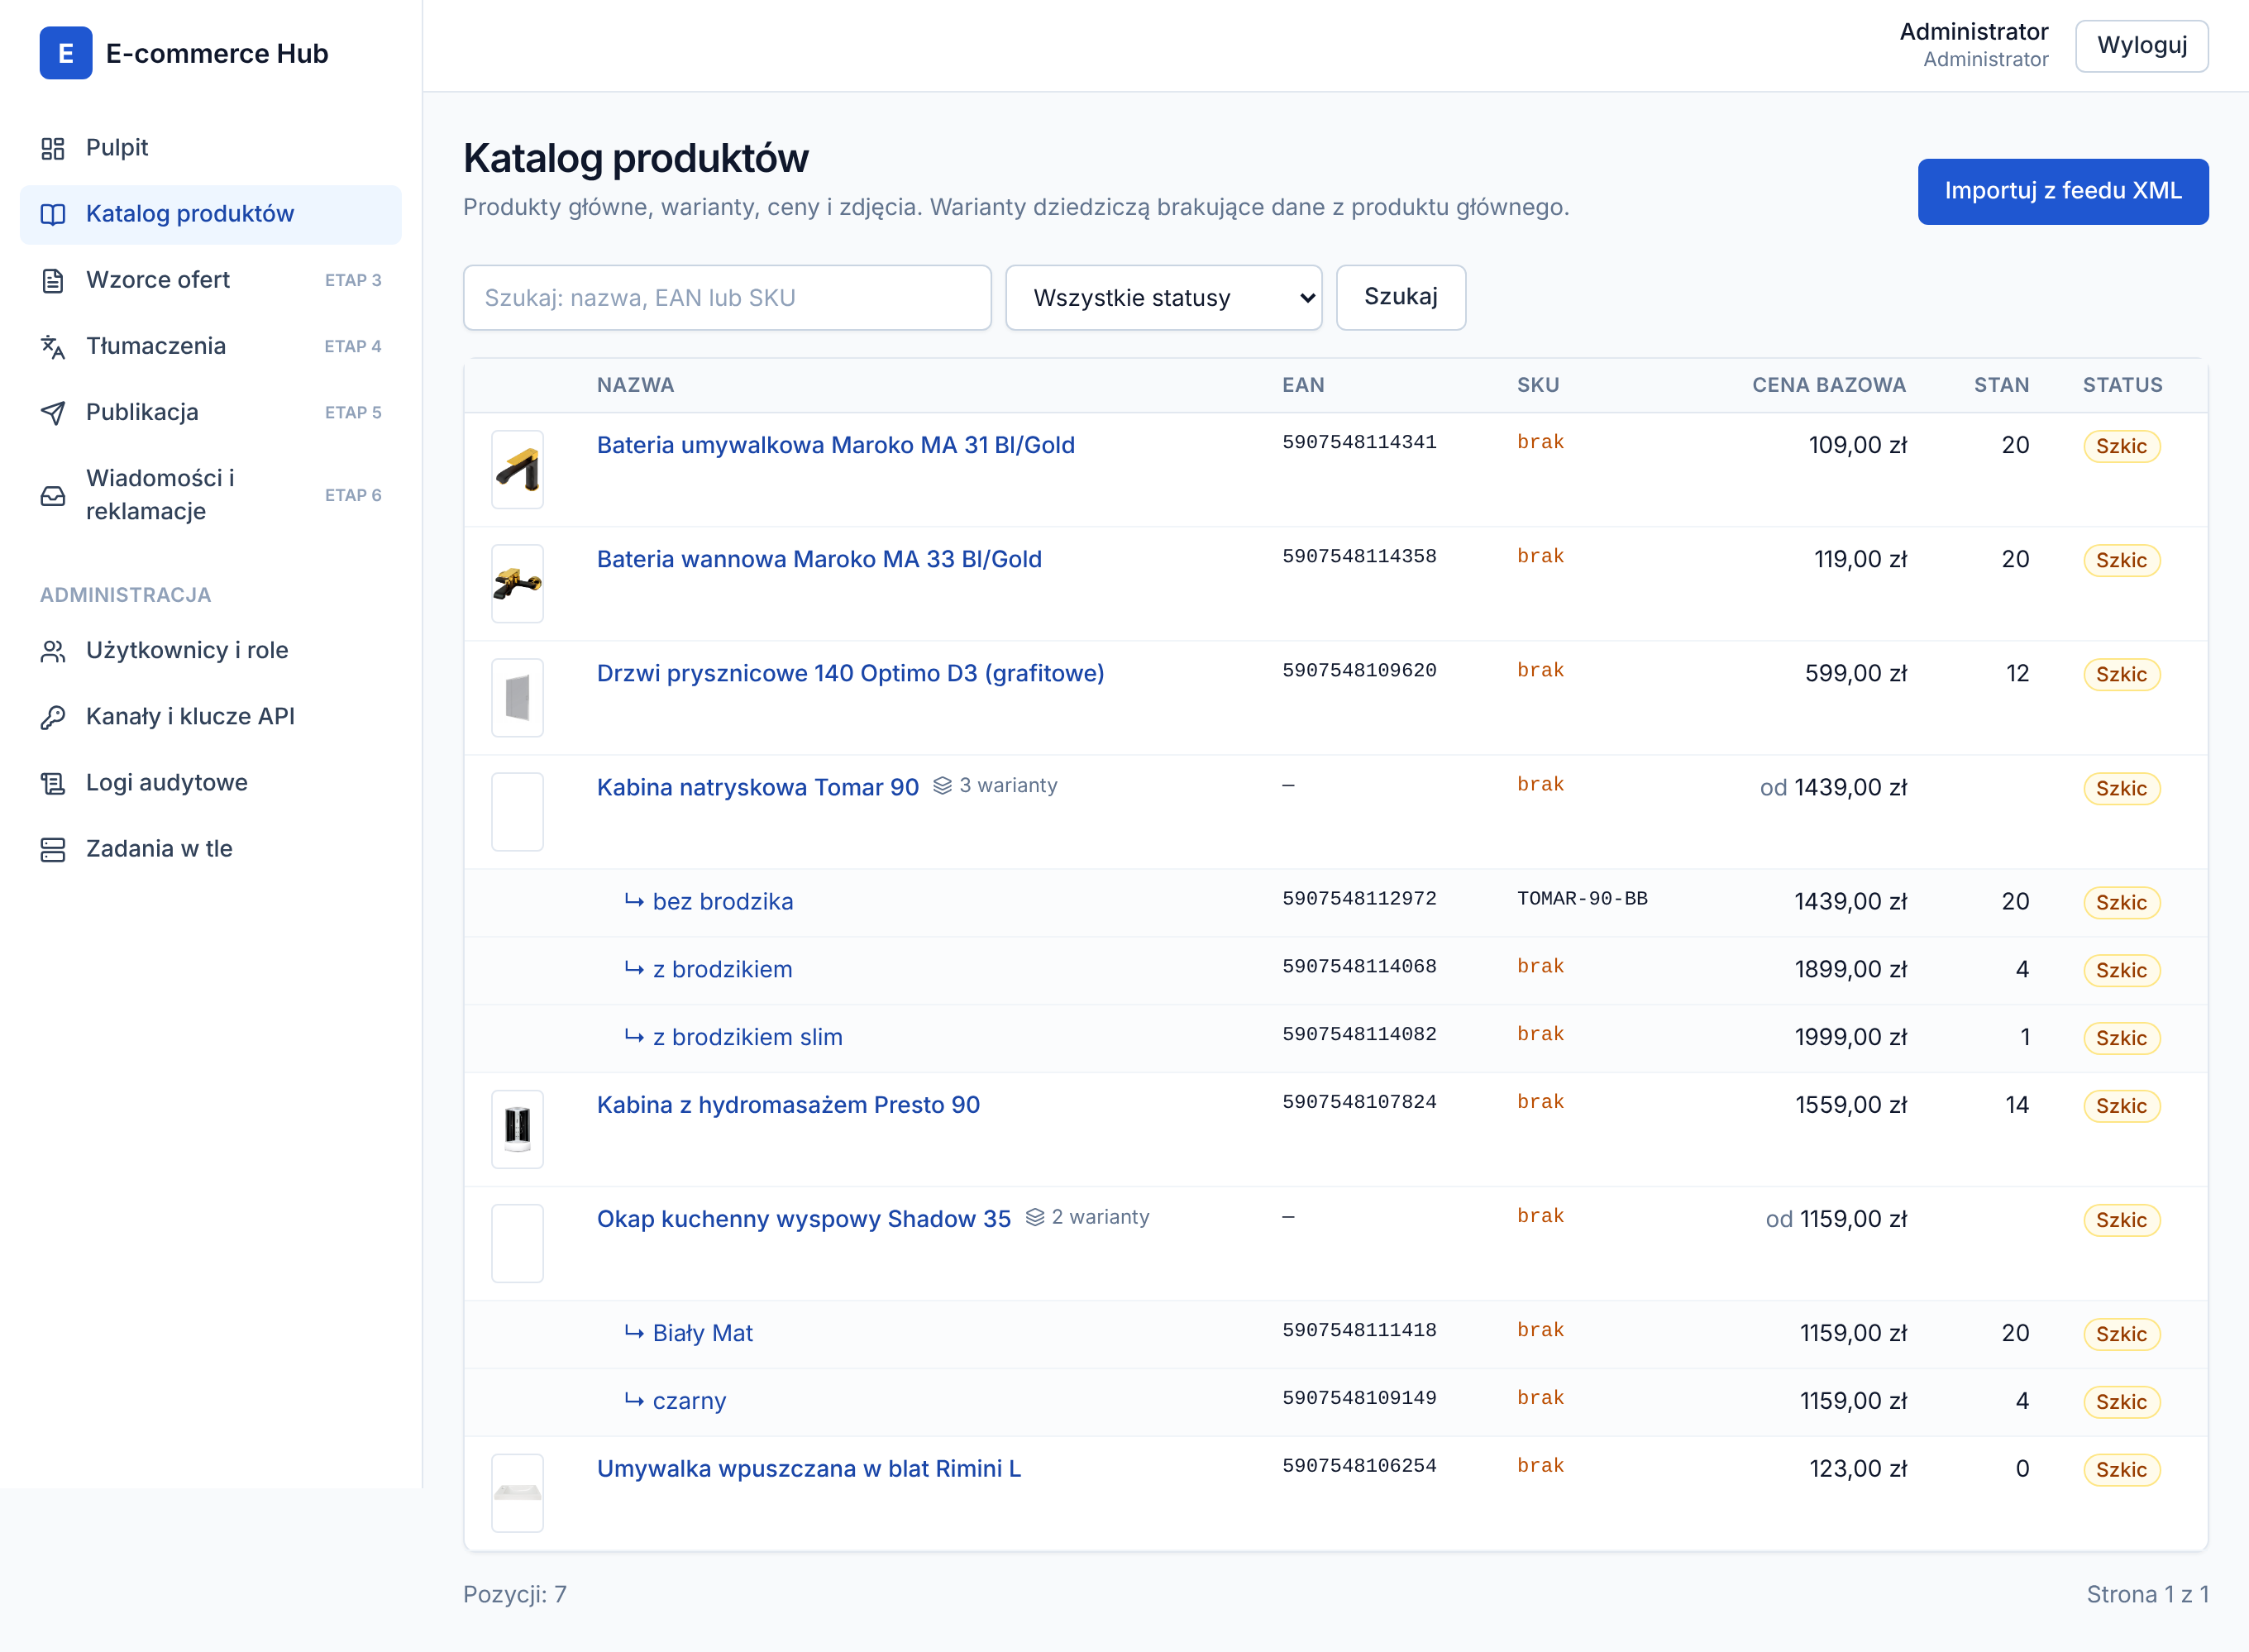 E E-commerce Hub
Administrator
Administrator
Wyloguj
Pulpit
Katalog produktów
Wzorce ofert ETAP 3
Tłumaczenia ETAP 4
Publikacja ETAP 5
Wiadomości i
reklamacje ETAP 6
ADMINISTRACJA
Użytkownicy i role
Kanały i klucze API
Logi audytowe
Zadania w tle
Katalog produktów
Produkty główne, warianty, ceny i zdjęcia. Warianty dziedziczą brakujące dane z produktu głównego.
Importuj z feedu XML
Szukaj: nazwa, EAN lub SKU
Wszystkie statusy
Szukaj
NAZWA EAN SKU CENA BAZOWA STAN STATUS
Bateria umywalkowa Maroko MA 31 Bl/Gold 5907548114341 brak 109,00 zł 20 Szkic
Bateria wannowa Maroko MA 33 Bl/Gold 5907548114358 brak 119,00 zł 20 Szkic
Drzwi prysznicowe 140 Optimo D3 (grafitowe) 5907548109620 brak 599,00 zł 12 Szkic
Kabina natryskowa Tomar 90 3 warianty — brak od 1439,00 zł Szkic
↳ bez brodzika 5907548112972 TOMAR-90-BB 1439,00 zł 20 Szkic
↳ z brodzikiem 5907548114068 brak 1899,00 zł 4 Szkic
↳ z brodzikiem slim 5907548114082 brak 1999,00 zł 1 Szkic
Kabina z hydromasażem Presto 90 5907548107824 brak 1559,00 zł 14 Szkic
Okap kuchenny wyspowy Shadow 35 2 warianty — brak od 1159,00 zł Szkic
↳ Biały Mat 5907548111418 brak 1159,00 zł 20 Szkic
↳ czarny 5907548109149 brak 1159,00 zł 4 Szkic
Umywalka wpuszczana w blat Rimini L 5907548106254 brak 123,00 zł 0 Szkic
Pozycji: 7
Strona 1 z 1